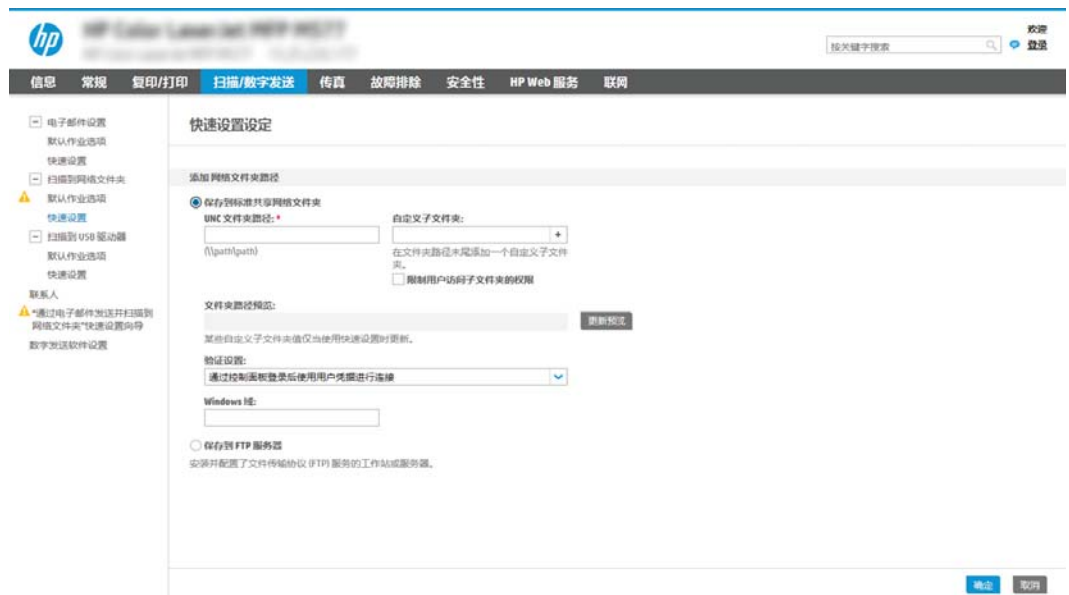 hp
欢迎
按关键字搜索
登录
信息 常规 复印/打印 扫描/数字发送 传真 故障排除 安全性 HP Web 服务 联网
电子邮件设置
默认作业选项
快速设置
扫描到网络文件夹
默认作业选项
快速设置
扫描到 USB 驱动器
默认作业选项
快速设置
联系人
“通过电子邮件发送并扫描到
网络文件夹”快速设置向导
数字发送软件设置
快速设置设定
添加网络文件夹路径
保存到标准共享网络文件夹
UNC 文件夹路径:*
(\\path\path)
自定义子文件夹:
+
在文件夹路径末尾添加一个自定义子文件
夹。
限制用户访问子文件夹的权限
文件夹路径预览:
更新预览
某些自定义子文件夹值仅当使用快速设置时更新。
验证设置:
通过控制面板登录后使用用户凭据进行连接
Windows 域:
保存到 FTP 服务器
安装并配置了文件传输协议 (FTP) 服务的工作站或服务器。
确定 取消